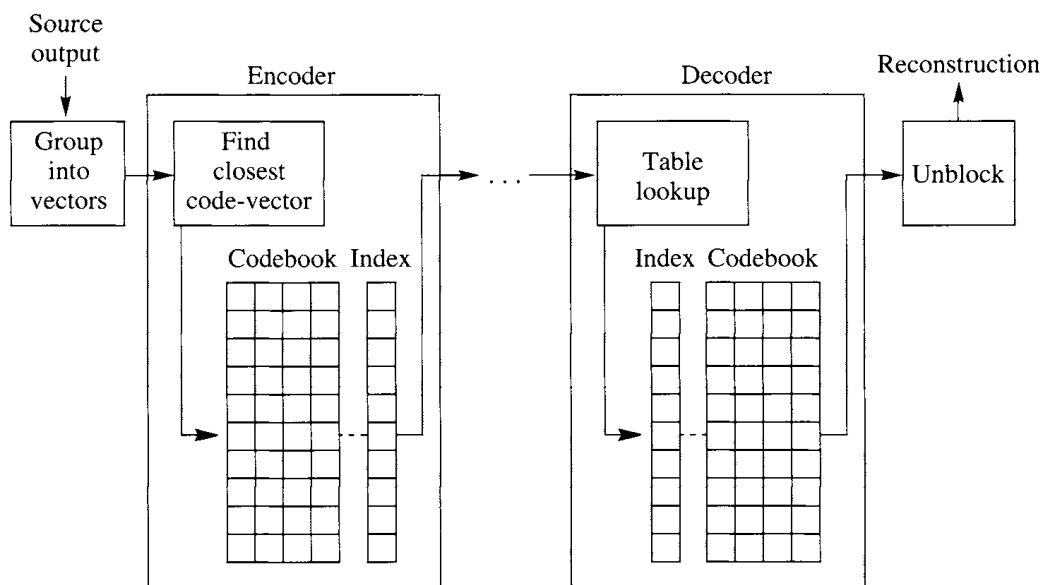 Source
output
Encoder
Decoder
Reconstruction
Group
into
vectors
Find
closest
code-vector
. . .
Table
lookup
Unblock
Codebook
Index
Index
Codebook